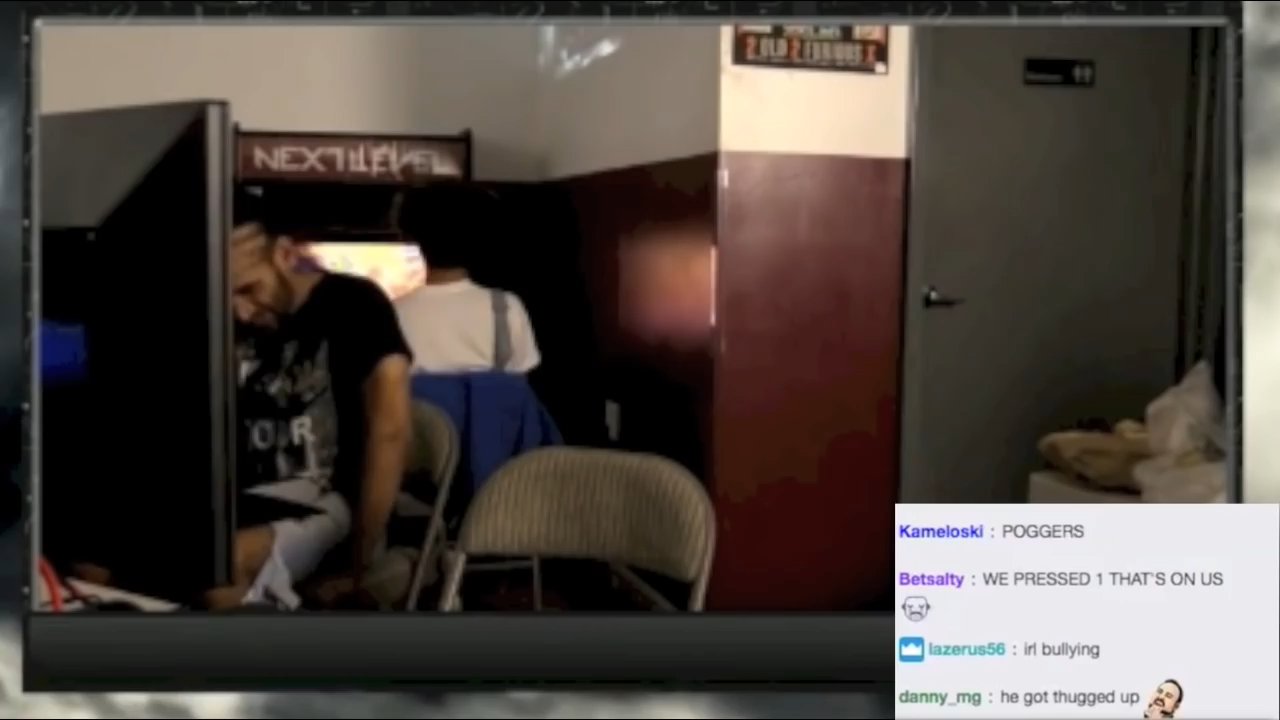 NEXT LEVEL
Kameloski : POGGERS
Betsalty : WE PRESSED 1 THAT'S ON US
lazerus56 : irl bullying
danny_mg : he got thugged up